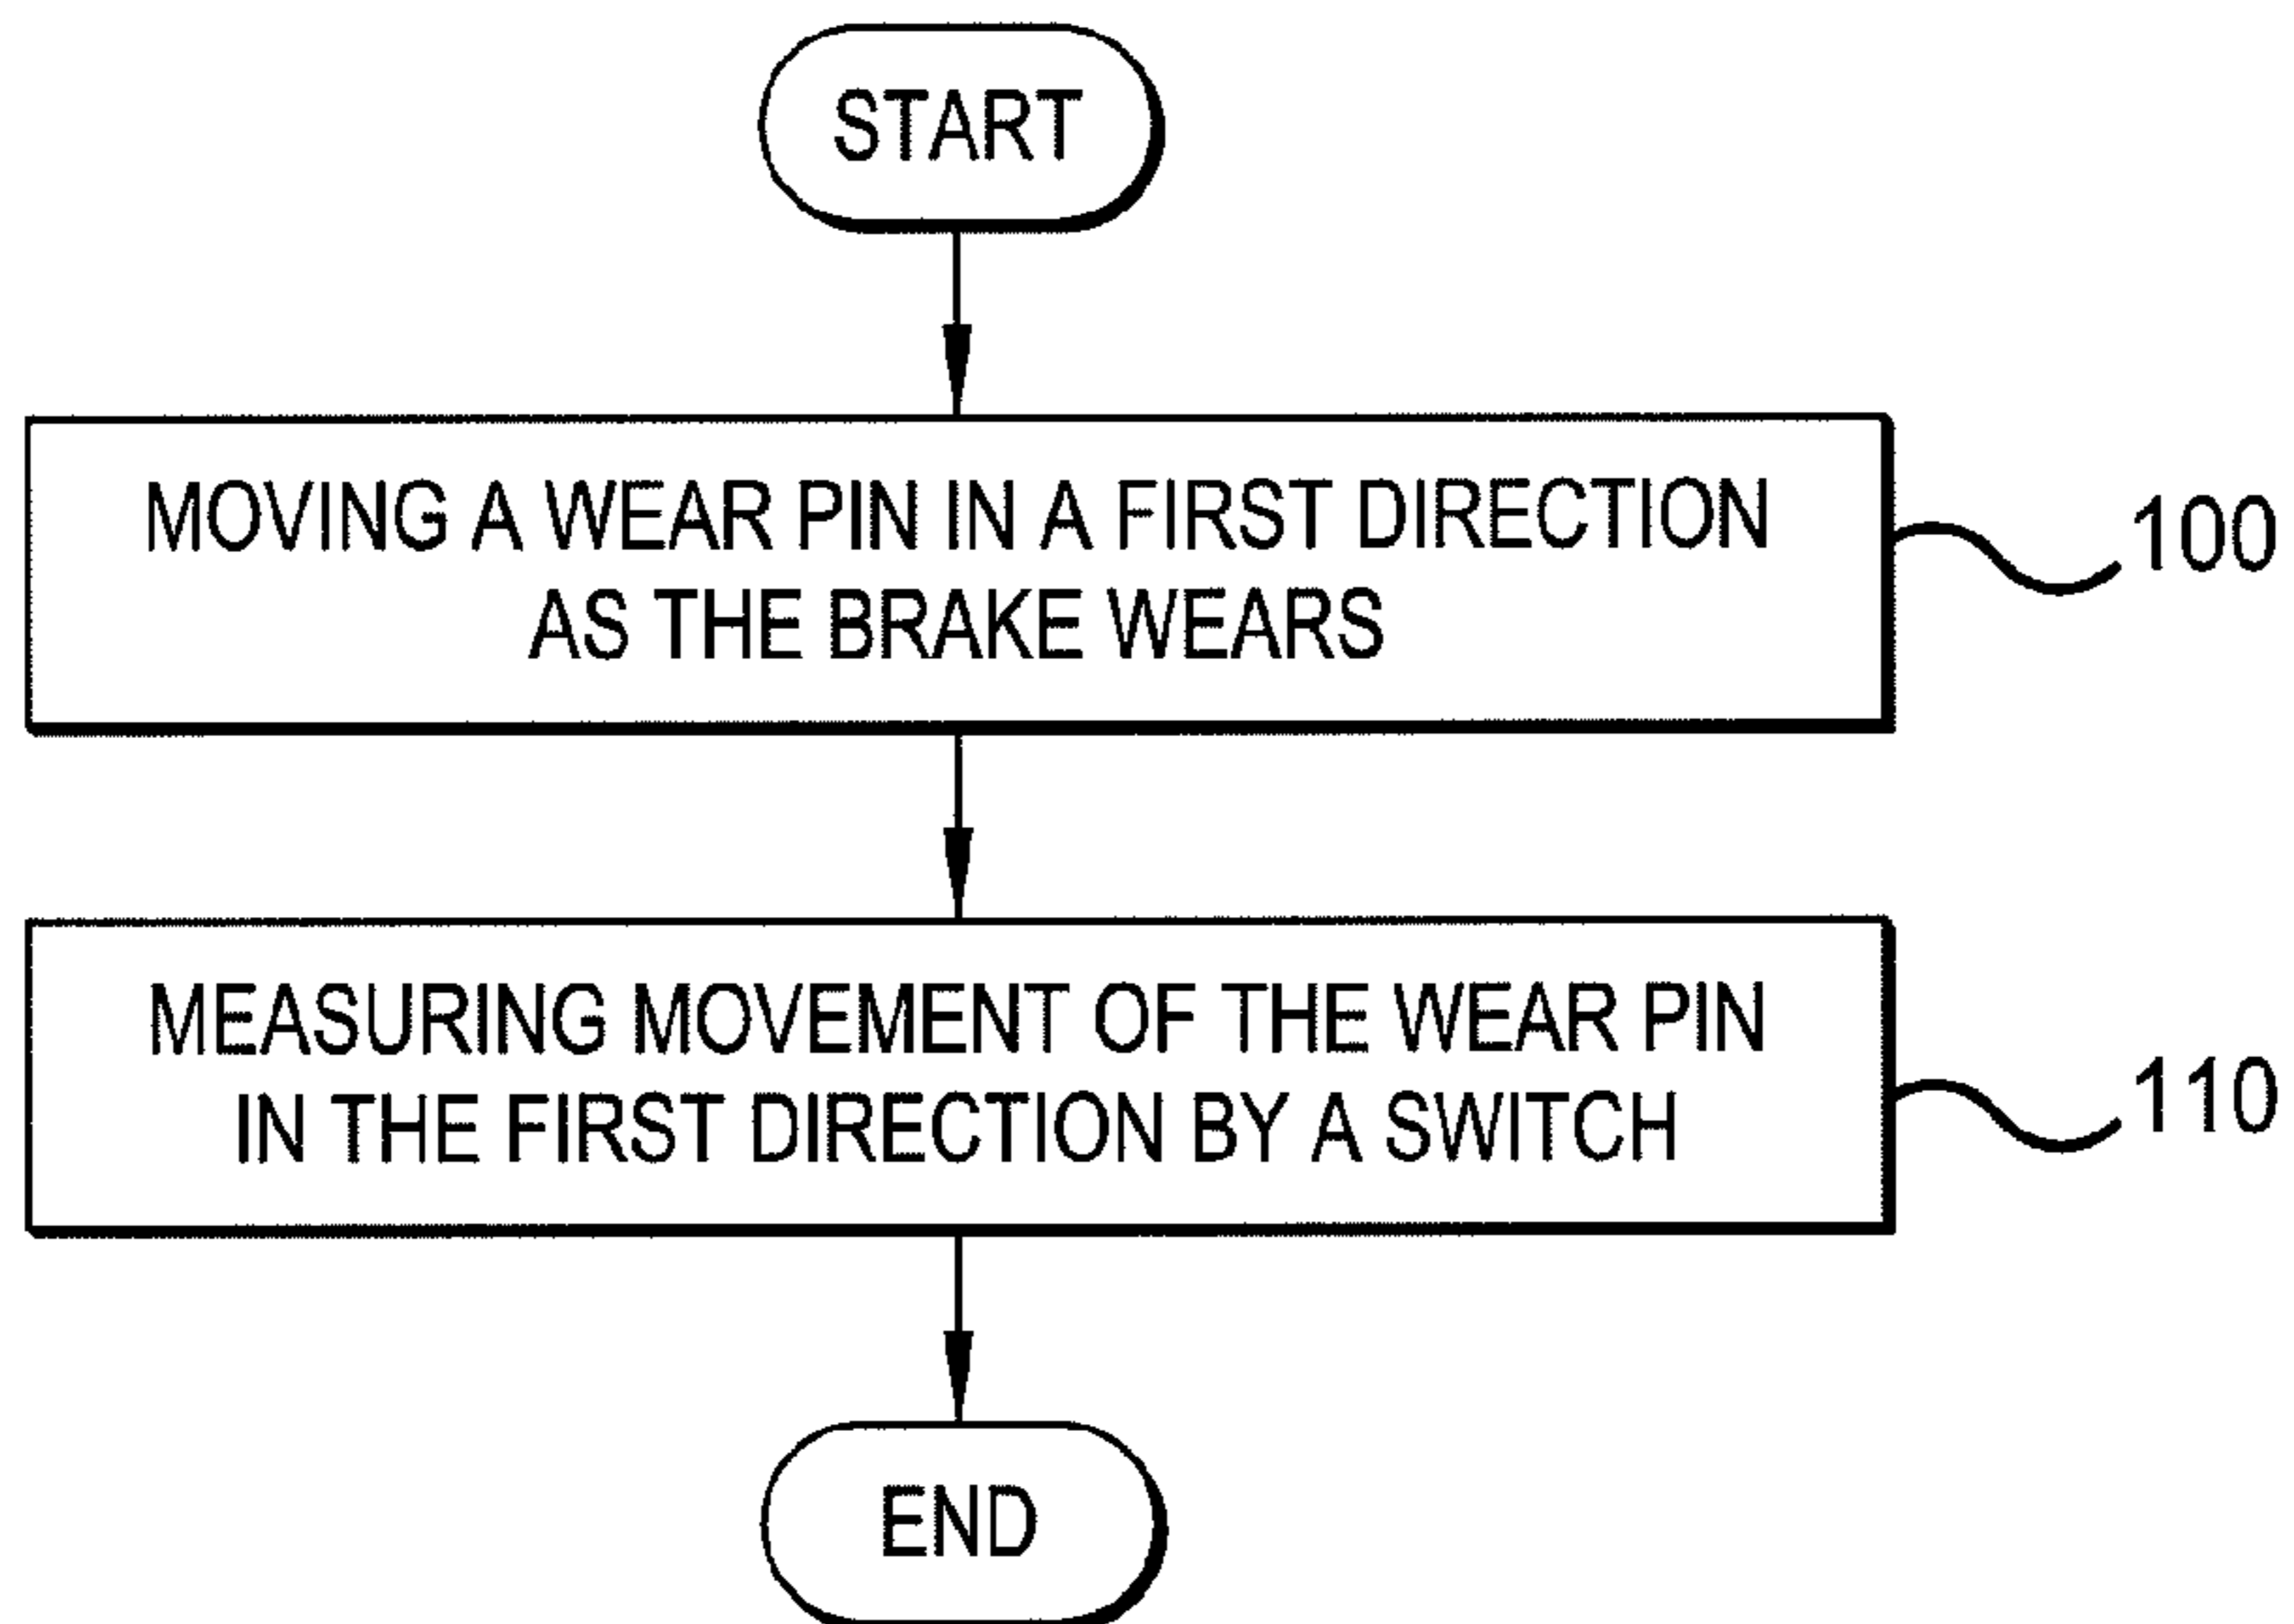 START
MOVING A WEAR PIN IN A FIRST DIRECTION
AS THE BRAKE WEARS
100
MEASURING MOVEMENT OF THE WEAR PIN
IN THE FIRST DIRECTION BY A SWITCH
110
END